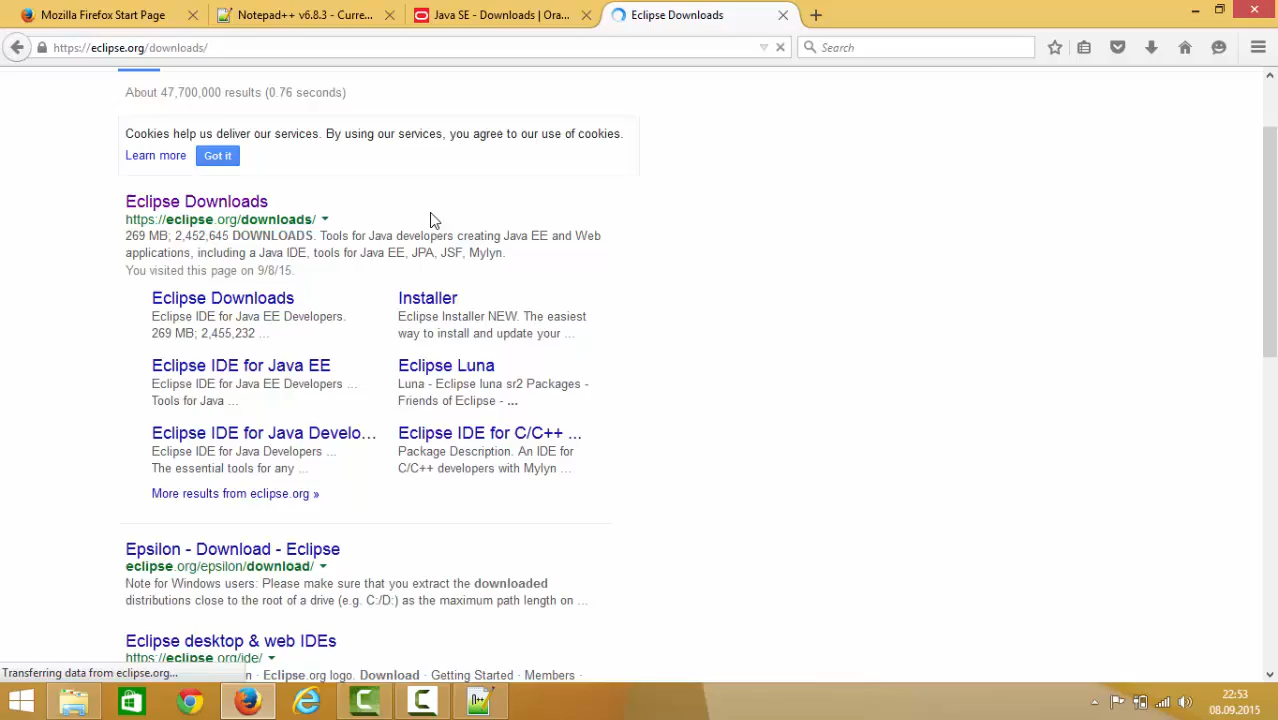 Mozilla Firefox Start Page
Notepad++ v6.8.3 - Curre...
Java SE - Downloads | Ora...
Eclipse Downloads
https://eclipse.org/downloads/
Search
About 47,700,000 results (0.76 seconds)
Cookies help us deliver our services. By using our services, you agree to our use of cookies.
Learn more Got it
Eclipse Downloads
https://eclipse.org/downloads/
269 MB; 2,452,645 DOWNLOADS. Tools for Java developers creating Java EE and Web
applications, including a Java IDE, tools for Java EE, JPA, JSF, Mylyn.
You visited this page on 9/8/15.
Eclipse Downloads
Eclipse IDE for Java EE Developers.
269 MB; 2,455,232 ...
Installer
Eclipse Installer NEW. The easiest
way to install and update your ...
Eclipse IDE for Java EE
Eclipse IDE for Java EE Developers ...
Tools for Java ...
Eclipse Luna
Luna - Eclipse luna sr2 Packages -
Friends of Eclipse - ...
Eclipse IDE for Java Develo...
Eclipse IDE for Java Developers ...
The essential tools for any ...
Eclipse IDE for C/C++ ...
Package Description. An IDE for
C/C++ developers with Mylyn ...
More results from eclipse.org »
Epsilon - Download - Eclipse
eclipse.org/epsilon/download/
Note for Windows users: Please make sure that you extract the downloaded
distributions close to the root of a drive (e.g. C:/D:) as the maximum path length on ...
Eclipse desktop & web IDEs
https://eclipse.org/ide/
Eclipse.org logo. Download · Getting Started · Members ·
Transferring data from eclipse.org...
22:53
08.09.2015